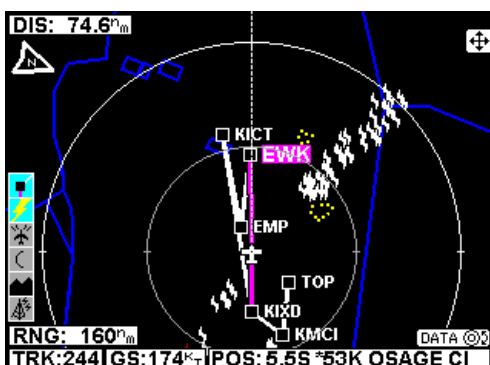 DIS: 74.6nm
N
KICT
EWK
EMP
TOP
KIXD
KMCI
RNG: 160nm
DATA
TRK:244 GS:174KT POS: 5.5S *53K OSAGE CI